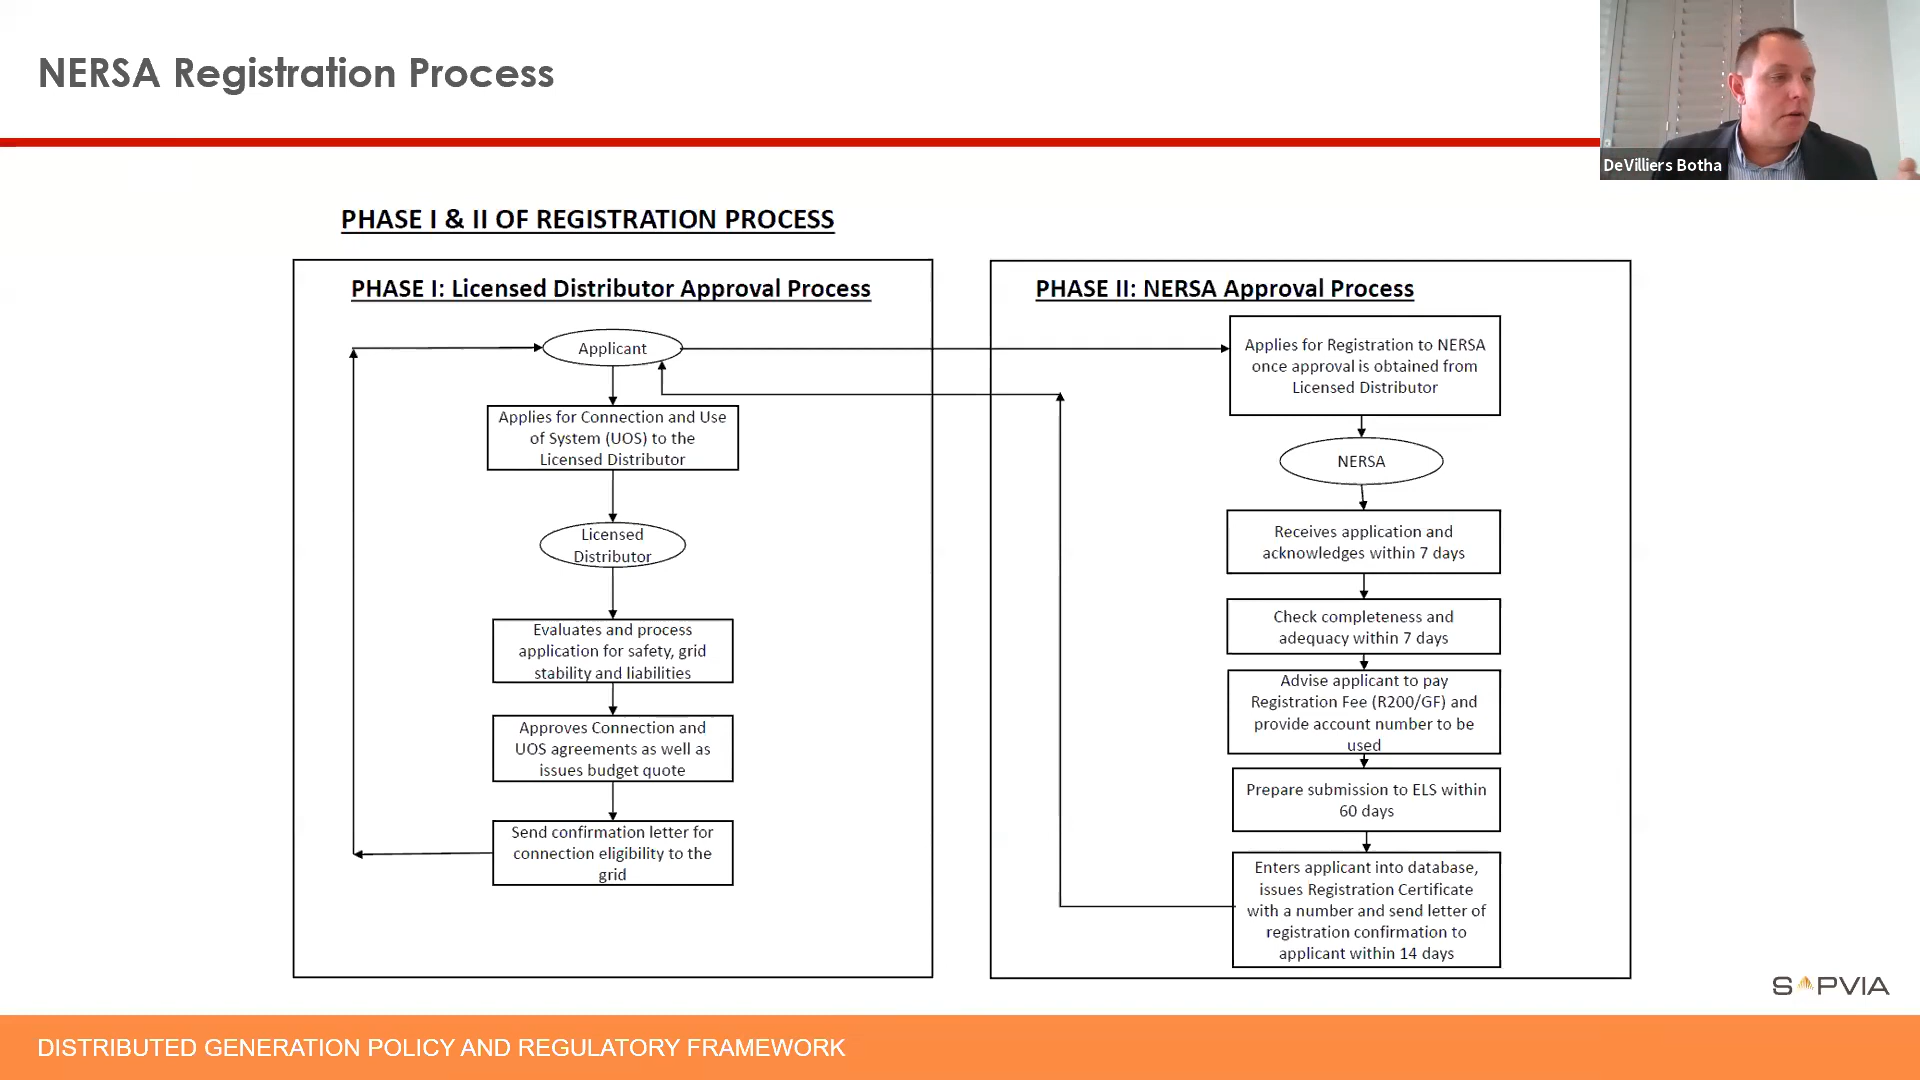 NERSA Registration Process
DeVilliers Botha
PHASE I & II OF REGISTRATION PROCESS
PHASE I: Licensed Distributor Approval Process
Applicant
Applies for Connection and Use
of System (UOS) to the
Licensed Distributor
Licensed
Distributor
Evaluates and process
application for safety, grid
stability and liabilities
Approves Connection and
UOS agreements as well as
issues budget quote
Send confirmation letter for
connection eligibility to the
grid
PHASE II: NERSA Approval Process
Applies for Registration to NERSA
once approval is obtained from
Licensed Distributor
NERSA
Receives application and
acknowledges within 7 days
Check completeness and
adequacy within 7 days
Advise applicant to pay
Registration Fee (R200/GF) and
provide account number to be
used
Prepare submission to ELS within
60 days
Enters applicant into database,
issues Registration Certificate
with a number and send letter of
registration confirmation to
applicant within 14 days
SAPVIA
DISTRIBUTED GENERATION POLICY AND REGULATORY FRAMEWORK